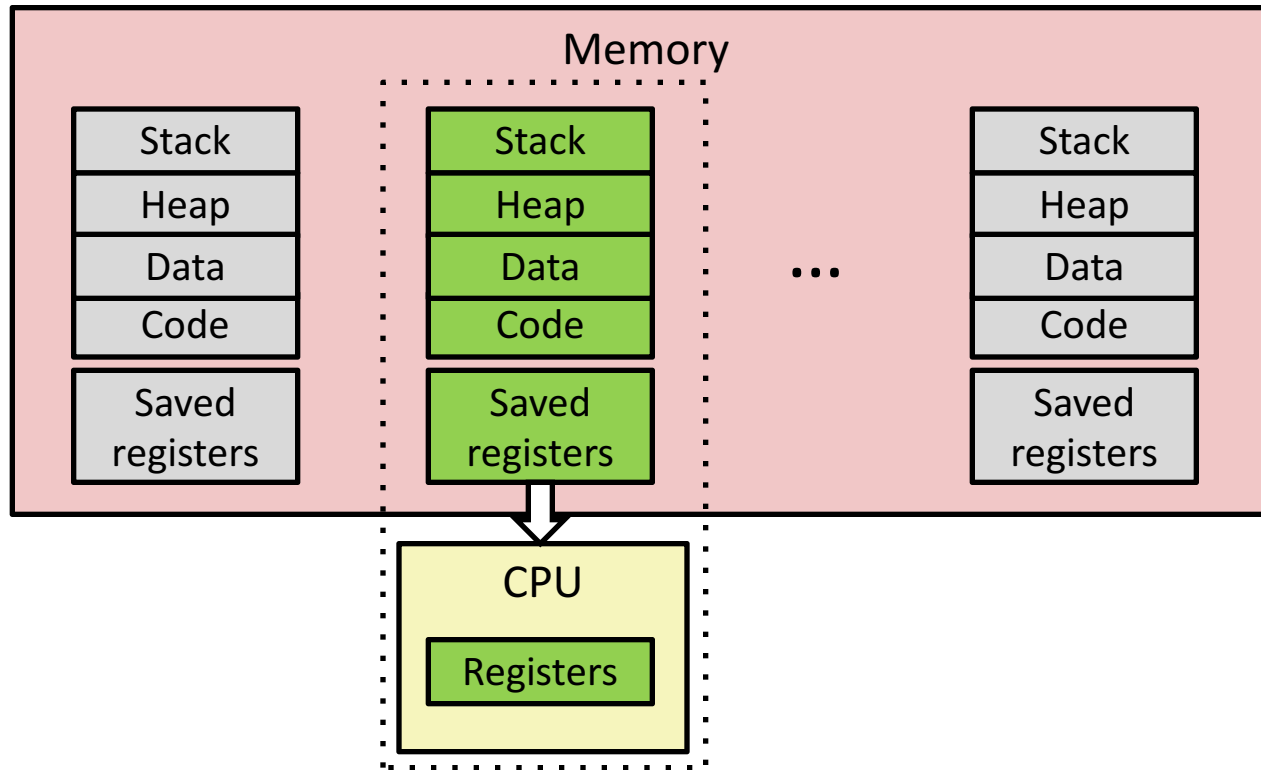 Memory
Stack
Heap
Data
Code
Saved
registers
Stack
Heap
Data
Code
Saved
registers
...
Stack
Heap
Data
Code
Saved
registers
CPU
Registers